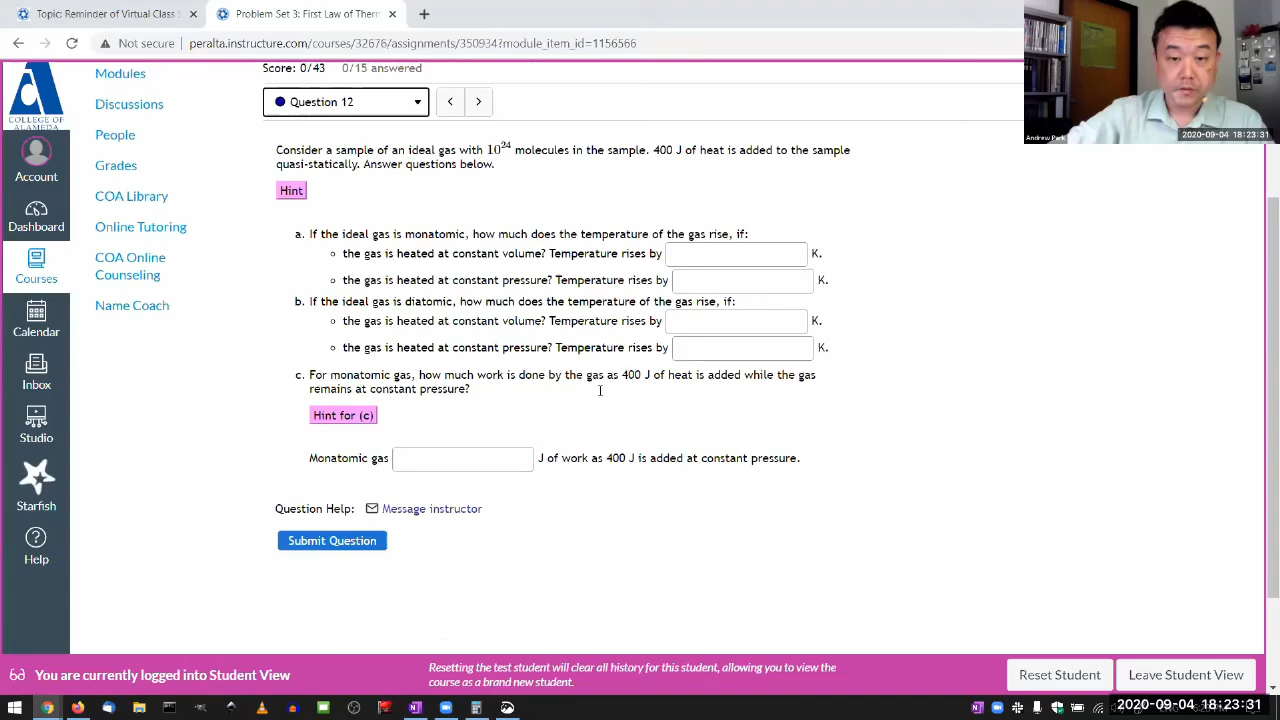 Topic: Reminder of Virtual Class S
Problem Set 3: First Law of Therm
Not secure
peralta.instructure.com/courses/32676/assignments/350934?module_item_id=1156566
COLLEGE OF
ALAMEDA
Account
Dashboard
Courses
Calendar
Inbox
Studio
Starfish
Help
Modules
Discussions
People
Grades
COA Library
Online Tutoring
COA Online
Counseling
Name Coach
Score: 0/43 0/15 answered
Question 12
Consider a sample of an ideal gas with 10^24 molecules in the sample. 400 J of heat is added to the sample
quasi-statically. Answer questions below.
Hint
a. If the ideal gas is monatomic, how much does the temperature of the gas rise, if:
the gas is heated at constant volume? Temperature rises by K.
the gas is heated at constant pressure? Temperature rises by K.
b. If the ideal gas is diatomic, how much does the temperature of the gas rise, if:
the gas is heated at constant volume? Temperature rises by K.
the gas is heated at constant pressure? Temperature rises by K.
c. For monatomic gas, how much work is done by the gas as 400 J of heat is added while the gas
remains at constant pressure?
Hint for (c)
Monatomic gas J of work as 400 J is added at constant pressure.
Question Help: Message instructor
Submit Question
Andrew Park
2020-09-04 18:23:31
You are currently logged into Student View
Resetting the test student will clear all history for this student, allowing you to view the
course as a brand new student.
Reset Student
Leave Student View
2020-09-04 18:23:31